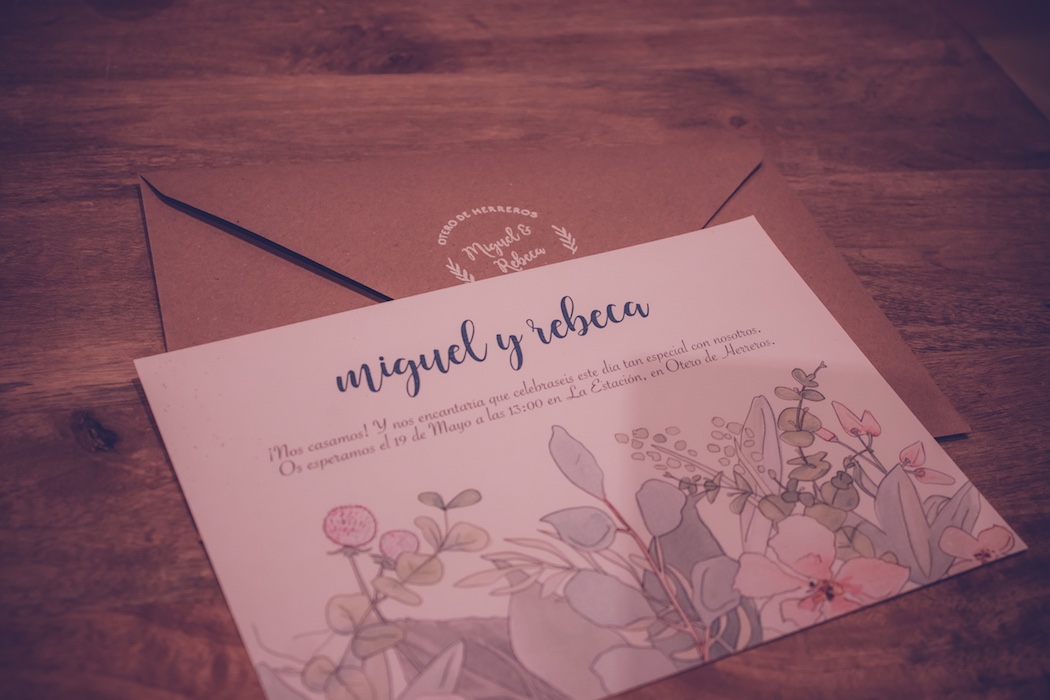 OTERO DE HERREROS
Miguel &
Rebeca
miguel y rebeca
¡Nos casamos! Y nos encantaría que celebraseis este día tan especial con nosotros.
Os esperamos el 19 de Mayo a las 13:00 en La Estación, en Otero de Herreros.